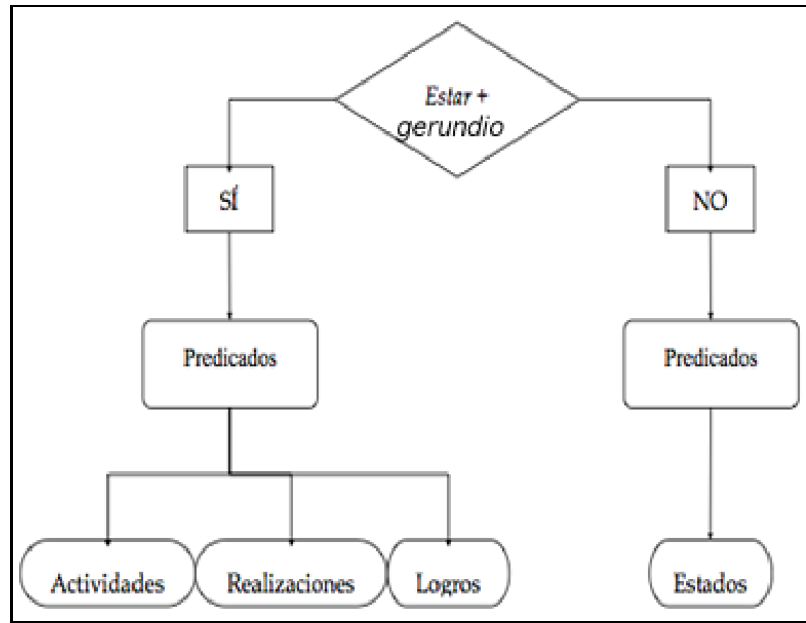 Estar +
gerundio
SÍ
NO
Predicados
Predicados
Actividades
Realizaciones
Logros
Estados